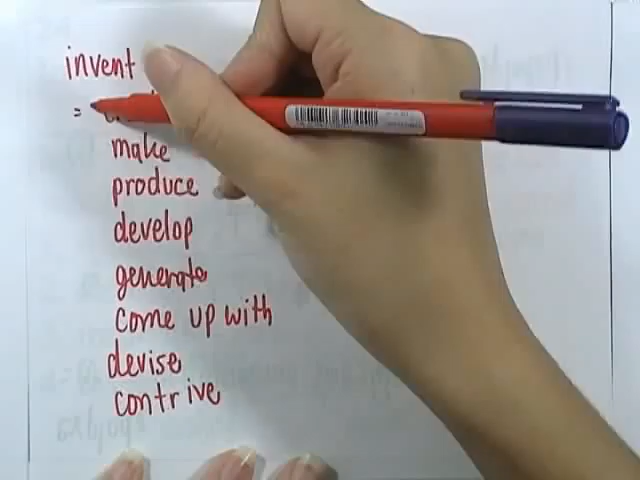 invent
=
make
produce
develop
generate
come up with
devise
contrive